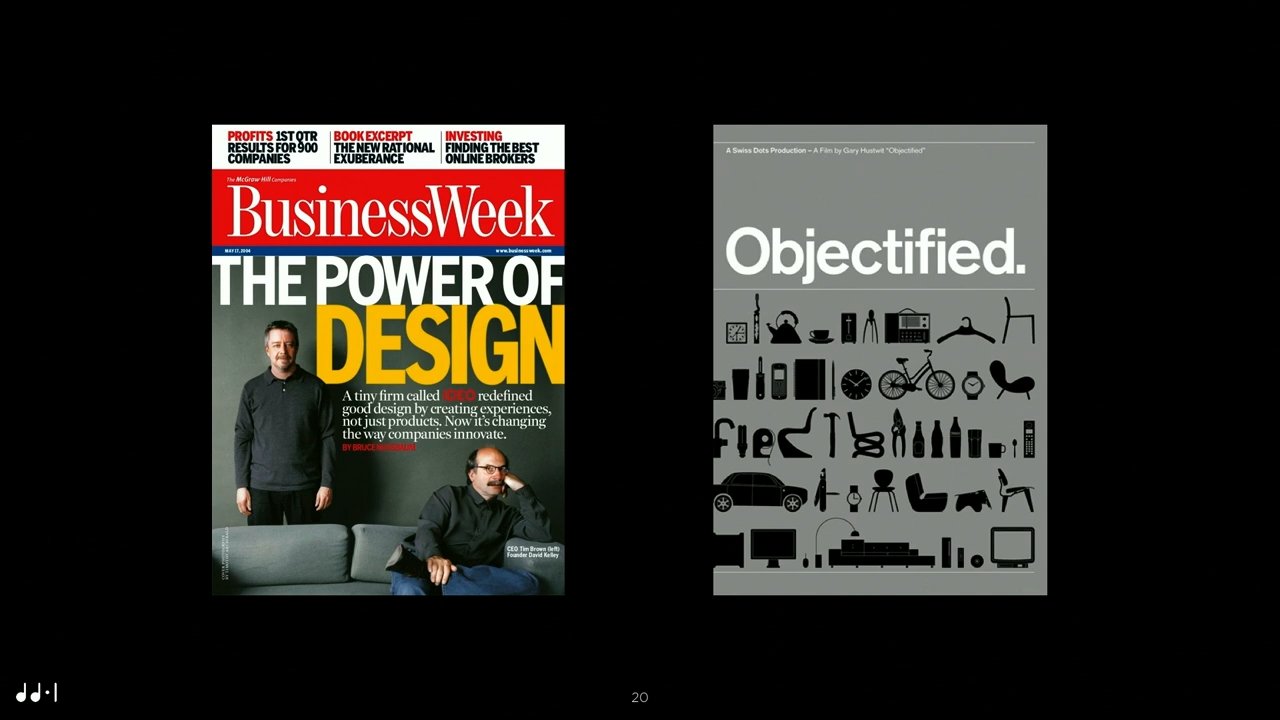 PROFITS 1ST QTR
RESULTS FOR 900
COMPANIES
BOOK EXCERPT
THE NEW RATIONAL
EXUBERANCE
INVESTING
FINDING THE BEST
ONLINE BROKERS
The McGraw·Hill Companies
BusinessWeek
MAY 17, 2004
www.businessweek.com
THE POWER OF
DESIGN
A tiny firm called IDEO redefined
good design by creating experiences,
not just products. Now it's changing
the way companies innovate.
BY BRUCE
CEO Tim Brown (left)
Founder David Kelley
A Swiss Dots Production – A Film by Gary Hustwit "Objectified"
Objectified.
20